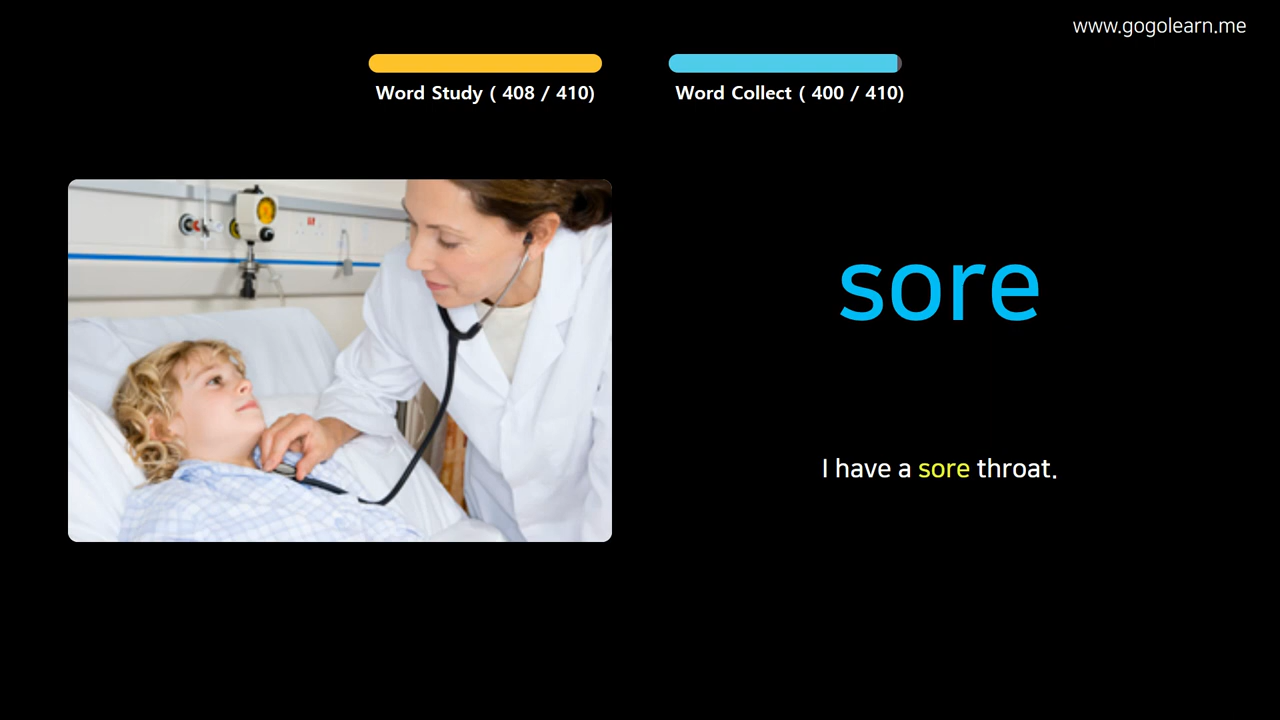 www.gogolearn.me
Word Study ( 408 / 410)
Word Collect ( 400 / 410)
sore
I have a sore throat.